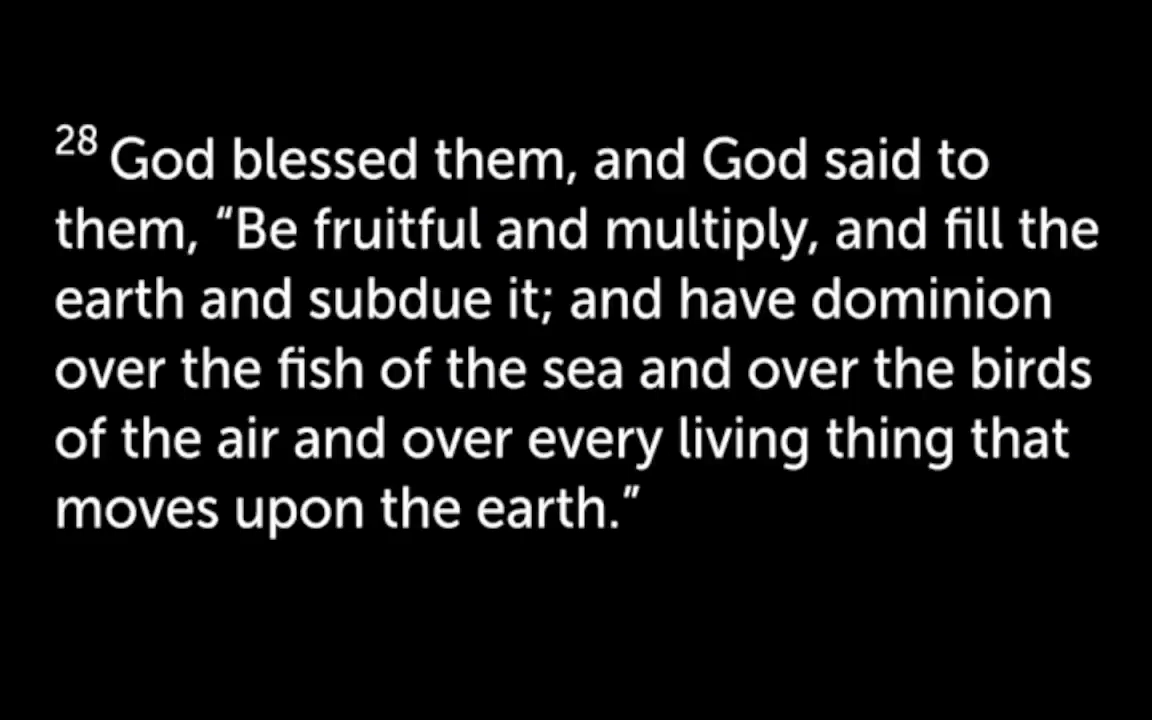 28 God blessed them, and God said to
them, “Be fruitful and multiply, and fill the
earth and subdue it; and have dominion
over the fish of the sea and over the birds
of the air and over every living thing that
moves upon the earth.”